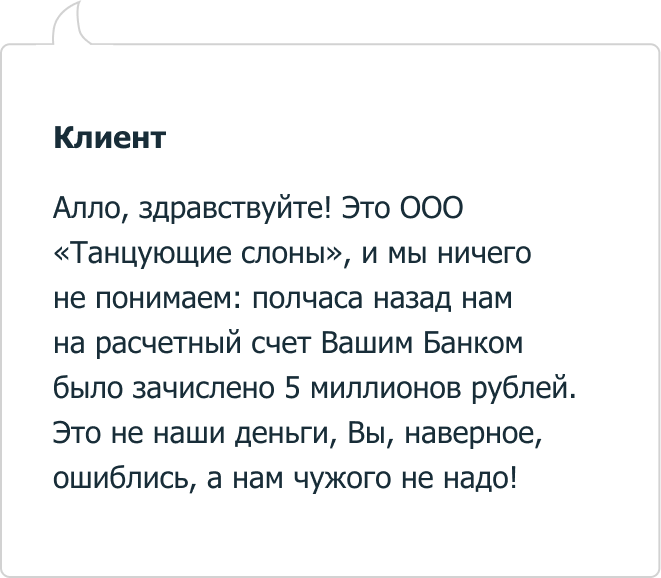 Клиент
Алло, здравствуйте! Это ООО
«Танцующие слоны», и мы ничего
не понимаем: полчаса назад нам
на расчетный счет Вашим Банком
было зачислено 5 миллионов рублей.
Это не наши деньги, Вы, наверное,
ошиблись, а нам чужого не надо!